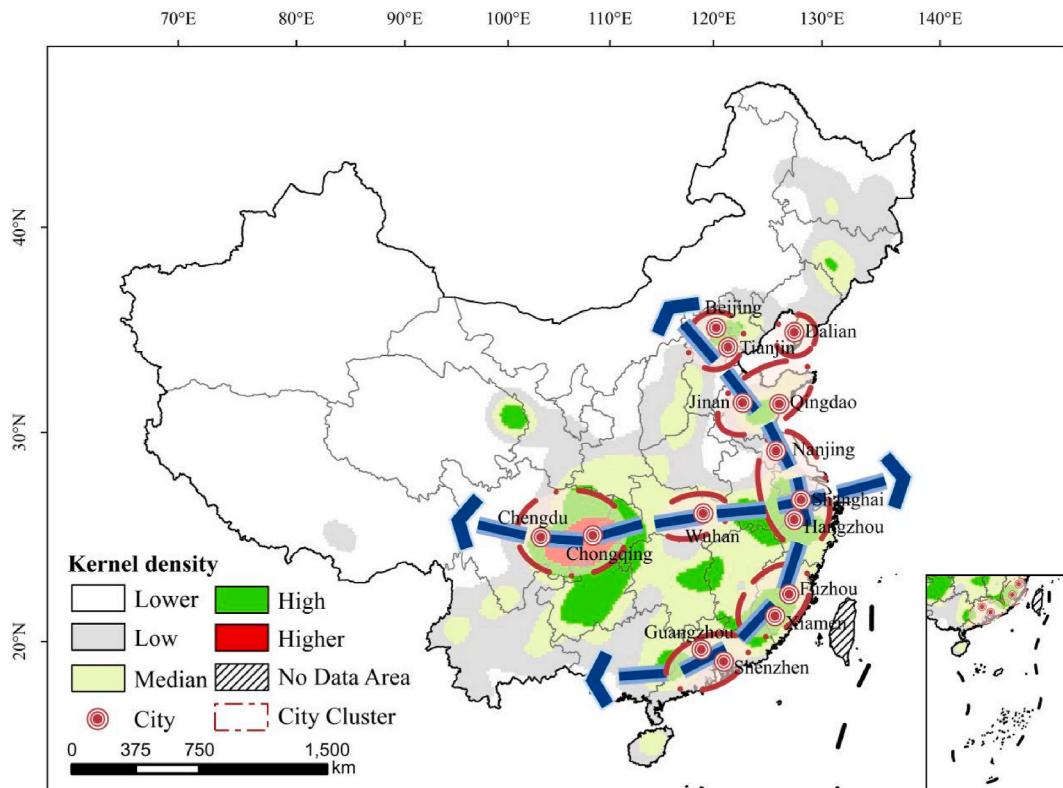 70°E 80°E 90°E 100°E 110°E 120°E 130°E 140°E
40°N
30°N
20°N
Beijing
Dalian
Tianjin
Jinan
Qingdao
Nanjing
Shanghai
Chengdu
Hangzhou
Wuhan
Chongqing
Fuzhou
Xiamen
Guangzhou
Shenzhen
Kernel density
Lower High
Low Higher
Median No Data Area
City City Cluster
0 375 750 1,500
km